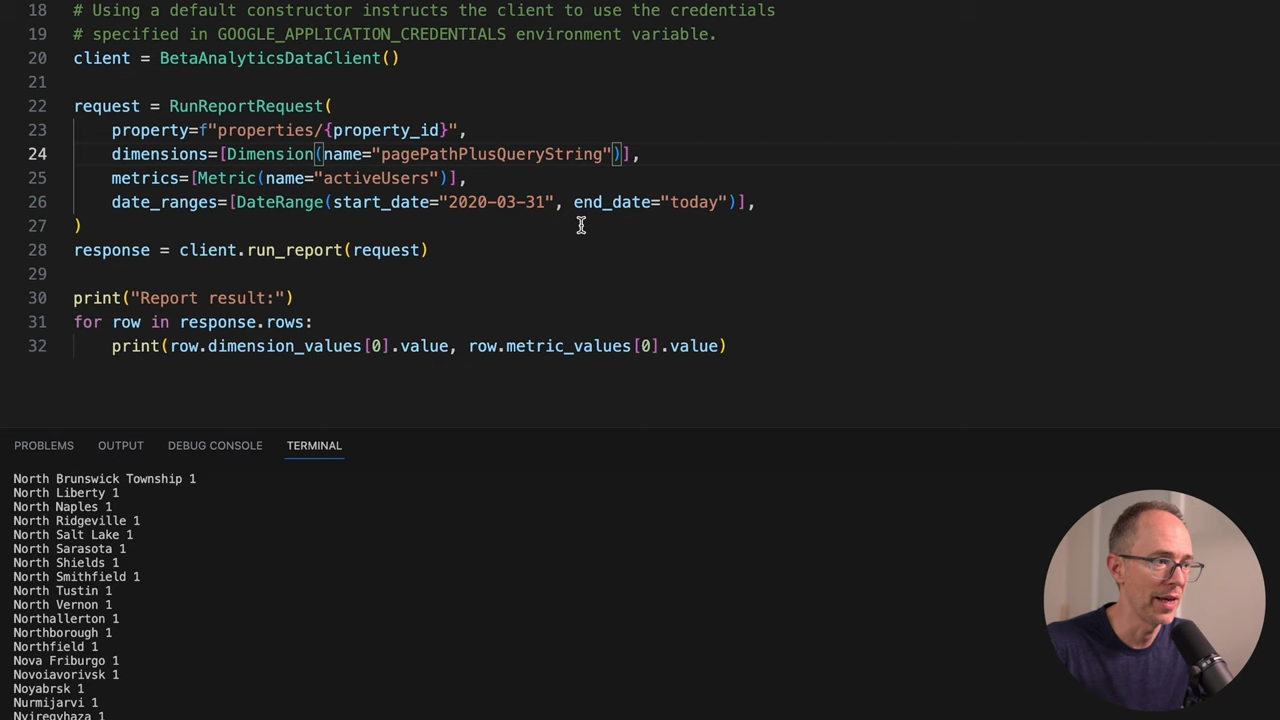 18 # Using a default constructor instructs the client to use the credentials
19 # specified in GOOGLE_APPLICATION_CREDENTIALS environment variable.
20 client = BetaAnalyticsDataClient()
21
22 request = RunReportRequest(
23 property=f"properties/{property_id}",
24 dimensions=[Dimension(name="pagePathPlusQueryString")],
25 metrics=[Metric(name="activeUsers")],
26 date_ranges=[DateRange(start_date="2020-03-31", end_date="today")],
27 )
28 response = client.run_report(request)
29
30 print("Report result:")
31 for row in response.rows:
32 print(row.dimension_values[0].value, row.metric_values[0].value)
PROBLEMS OUTPUT DEBUG CONSOLE TERMINAL
North Brunswick Township 1
North Liberty 1
North Naples 1
North Ridgeville 1
North Salt Lake 1
North Sarasota 1
North Shields 1
North Smithfield 1
North Tustin 1
North Vernon 1
Northallerton 1
Northborough 1
Northfield 1
Nova Friburgo 1
Novoiavorivsk 1
Noyabrsk 1
Nurmijarvi 1
Nyiregyhaza 1